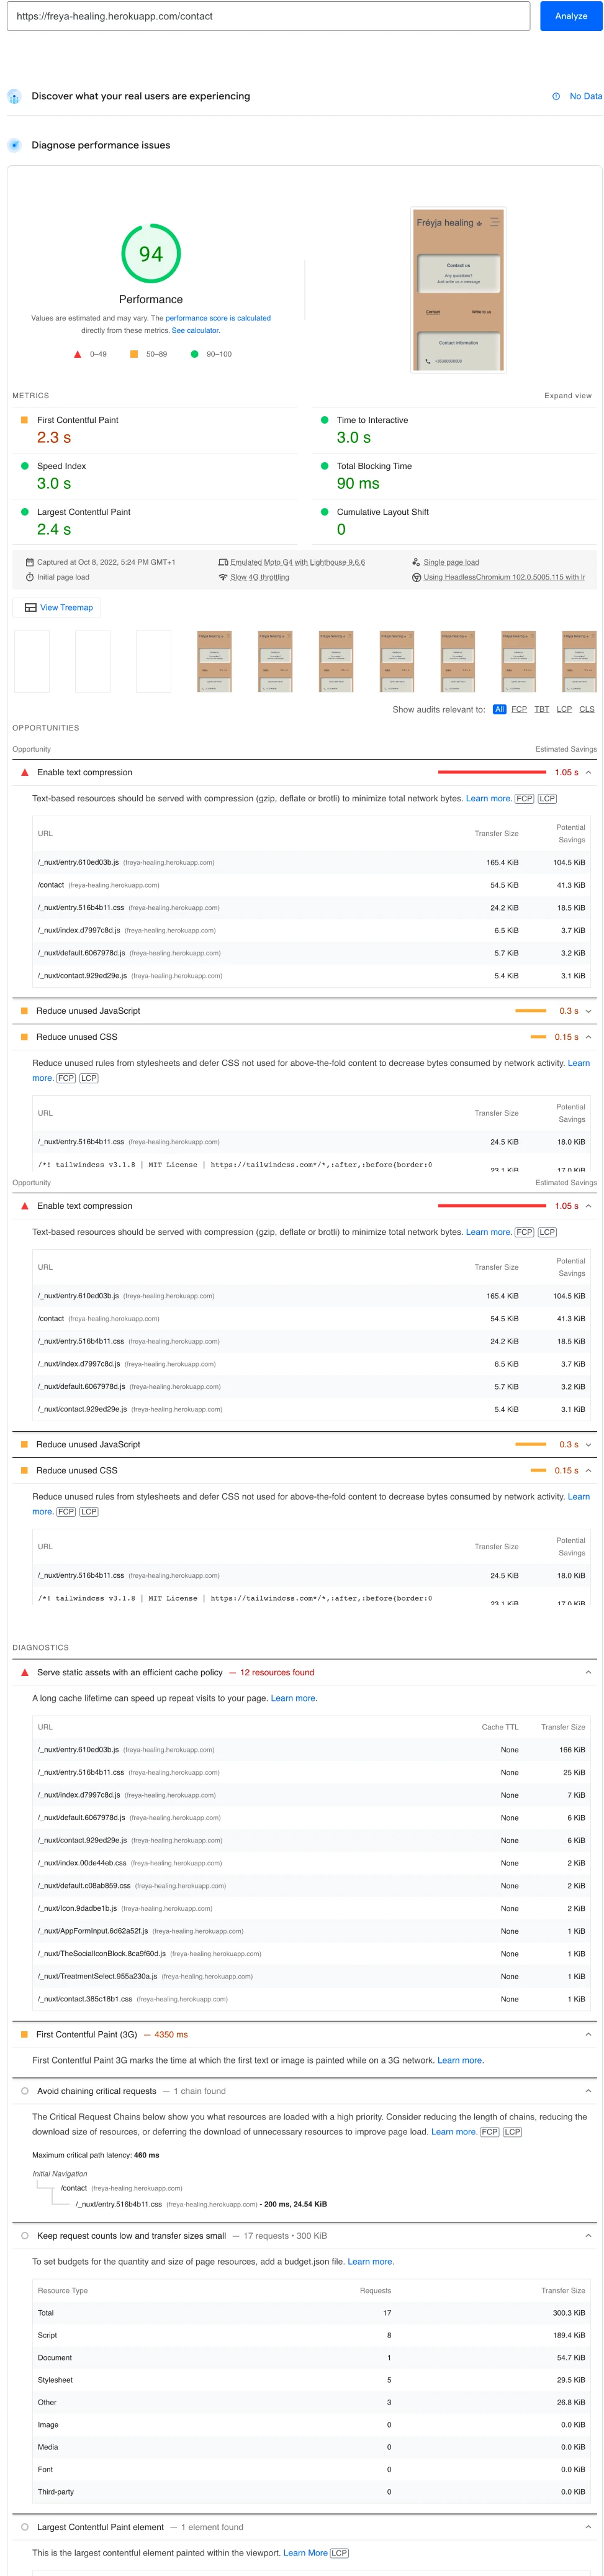 https://freya-healing.herokuapp.com/contact
Analyze
Discover what your real users are experiencing
No Data
Diagnose performance issues
94
Performance
Values are estimated and may vary. The performance score is calculated
directly from these metrics. See calculator.
0–49
50–89
90–100
Frëyja healing
Contact us
Any questions?
Just write us a message
Contact
Write to us
Contact information
METRICS
Expand view
First Contentful Paint
2.3 s
Time to Interactive
3.0 s
Speed Index
3.0 s
Total Blocking Time
90 ms
Largest Contentful Paint
2.4 s
Cumulative Layout Shift
0
Captured at Oct 8, 2022, 5:24 PM GMT+1
Emulated Moto G4 with Lighthouse 9.6.6
Single page load
Initial page load
Slow 4G throttling
Using HeadlessChromium 102.0.5005.115 with lr
View Treemap
Show audits relevant to: All FCP TBT LCP CLS
OPPORTUNITIES
Opportunity
Estimated Savings
Enable text compression
1.05 s
Text-based resources should be served with compression (gzip, deflate or brotli) to minimize total network bytes. Learn more. FCP LCP
URL
Transfer Size
Potential
Savings
/_nuxt/entry.610ed03b.js (freya-healing.herokuapp.com) 165.4 KiB 104.5 KiB
/contact (freya-healing.herokuapp.com) 54.5 KiB 41.3 KiB
/_nuxt/entry.516b4b11.css (freya-healing.herokuapp.com) 24.2 KiB 18.5 KiB
/_nuxt/index.d7997c8d.js (freya-healing.herokuapp.com) 6.5 KiB 3.7 KiB
/_nuxt/default.6067978d.js (freya-healing.herokuapp.com) 5.7 KiB 3.2 KiB
/_nuxt/contact.929ed29e.js (freya-healing.herokuapp.com) 5.4 KiB 3.1 KiB
Reduce unused JavaScript
0.3 s
Reduce unused CSS
0.15 s
Reduce unused rules from stylesheets and defer CSS not used for above-the-fold content to decrease bytes consumed by network activity. Learn
more. FCP LCP
URL
Transfer Size
Potential
Savings
/_nuxt/entry.516b4b11.css (freya-healing.herokuapp.com) 24.5 KiB 18.0 KiB
/*! tailwindcss v3.1.8 | MIT License | https://tailwindcss.com*/*,:after,:before{border:0 23.1 KiB 17.0 KiB
Opportunity
Estimated Savings
Enable text compression
1.05 s
Text-based resources should be served with compression (gzip, deflate or brotli) to minimize total network bytes. Learn more. FCP LCP
URL
Transfer Size
Potential
Savings
/_nuxt/entry.610ed03b.js (freya-healing.herokuapp.com) 165.4 KiB 104.5 KiB
/contact (freya-healing.herokuapp.com) 54.5 KiB 41.3 KiB
/_nuxt/entry.516b4b11.css (freya-healing.herokuapp.com) 24.2 KiB 18.5 KiB
/_nuxt/index.d7997c8d.js (freya-healing.herokuapp.com) 6.5 KiB 3.7 KiB
/_nuxt/default.6067978d.js (freya-healing.herokuapp.com) 5.7 KiB 3.2 KiB
/_nuxt/contact.929ed29e.js (freya-healing.herokuapp.com) 5.4 KiB 3.1 KiB
Reduce unused JavaScript
0.3 s
Reduce unused CSS
0.15 s
Reduce unused rules from stylesheets and defer CSS not used for above-the-fold content to decrease bytes consumed by network activity. Learn
more. FCP LCP
URL
Transfer Size
Potential
Savings
/_nuxt/entry.516b4b11.css (freya-healing.herokuapp.com) 24.5 KiB 18.0 KiB
/*! tailwindcss v3.1.8 | MIT License | https://tailwindcss.com*/*,:after,:before{border:0 23.1 KiB 17.0 KiB
DIAGNOSTICS
Serve static assets with an efficient cache policy — 12 resources found
A long cache lifetime can speed up repeat visits to your page. Learn more.
URL
Cache TTL
Transfer Size
/_nuxt/entry.610ed03b.js (freya-healing.herokuapp.com) None 166 KiB
/_nuxt/entry.516b4b11.css (freya-healing.herokuapp.com) None 25 KiB
/_nuxt/index.d7997c8d.js (freya-healing.herokuapp.com) None 7 KiB
/_nuxt/default.6067978d.js (freya-healing.herokuapp.com) None 6 KiB
/_nuxt/contact.929ed29e.js (freya-healing.herokuapp.com) None 6 KiB
/_nuxt/index.00de44eb.css (freya-healing.herokuapp.com) None 2 KiB
/_nuxt/default.c08ab859.css (freya-healing.herokuapp.com) None 2 KiB
/_nuxt/Icon.9dadbe1b.js (freya-healing.herokuapp.com) None 2 KiB
/_nuxt/AppFormInput.6d62a52f.js (freya-healing.herokuapp.com) None 1 KiB
/_nuxt/TheSocialIconBlock.8ca9f60d.js (freya-healing.herokuapp.com) None 1 KiB
/_nuxt/TreatmentSelect.955a230a.js (freya-healing.herokuapp.com) None 1 KiB
/_nuxt/contact.385c18b1.css (freya-healing.herokuapp.com) None 1 KiB
First Contentful Paint (3G) — 4350 ms
First Contentful Paint 3G marks the time at which the first text or image is painted while on a 3G network. Learn more.
Avoid chaining critical requests — 1 chain found
The Critical Request Chains below show you what resources are loaded with a high priority. Consider reducing the length of chains, reducing the
download size of resources, or deferring the download of unnecessary resources to improve page load. Learn more. FCP LCP
Maximum critical path latency: 460 ms
Initial Navigation
/contact (freya-healing.herokuapp.com)
/_nuxt/entry.516b4b11.css (freya-healing.herokuapp.com) - 200 ms, 24.54 KiB
Keep request counts low and transfer sizes small — 17 requests • 300 KiB
To set budgets for the quantity and size of page resources, add a budget.json file. Learn more.
Resource Type
Requests
Transfer Size
Total 17 300.3 KiB
Script 8 189.4 KiB
Document 1 54.7 KiB
Stylesheet 5 29.5 KiB
Other 3 26.8 KiB
Image 0 0.0 KiB
Media 0 0.0 KiB
Font 0 0.0 KiB
Third-party 0 0.0 KiB
Largest Contentful Paint element — 1 element found
This is the largest contentful element painted within the viewport. Learn More LCP